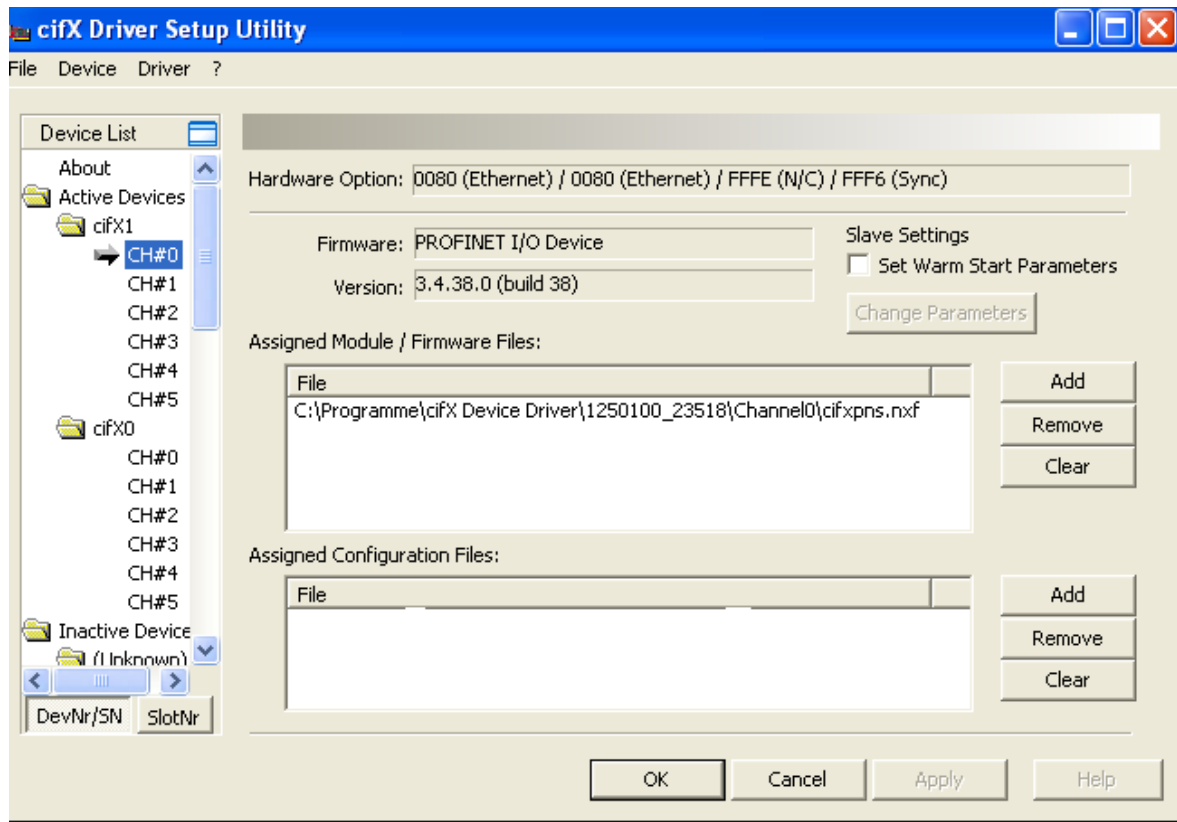 cifX Driver Setup Utility
File Device Driver ?
Device List
About
Active Devices
cifX1
CH#0
CH#1
CH#2
CH#3
CH#4
CH#5
cifX0
CH#0
CH#1
CH#2
CH#3
CH#4
CH#5
Inactive Device
(Unknown)
DevNr/SN SlotNr
Hardware Option: 0080 (Ethernet) / 0080 (Ethernet) / FFFE (N/C) / FFF6 (Sync)
Firmware: PROFINET I/O Device
Version: 3.4.38.0 (build 38)
Slave Settings
Set Warm Start Parameters
Change Parameters
Assigned Module / Firmware Files:
File
C:\Programme\cifX Device Driver\1250100_23518\Channel0\cifxpns.nxf
Add
Remove
Clear
Assigned Configuration Files:
File
Add
Remove
Clear
OK Cancel Apply Help